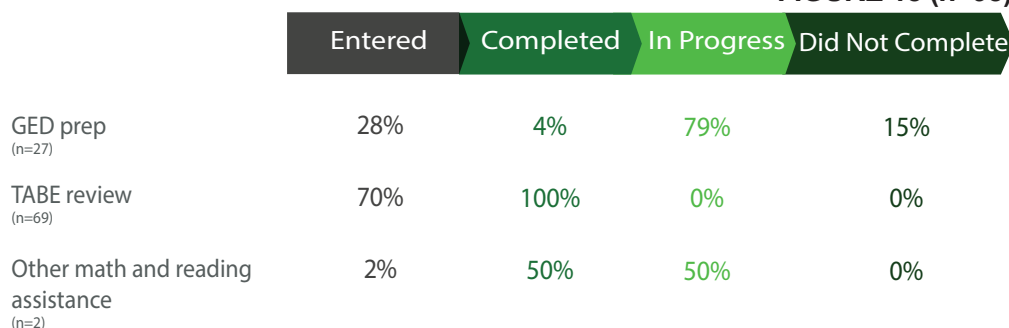 Entered Completed In Progress Did Not Complete
GED prep 28% 4% 79% 15%
(n=27)
TABE review 70% 100% 0% 0%
(n=69)
Other math and reading 2% 50% 50% 0%
assistance
(n=2)